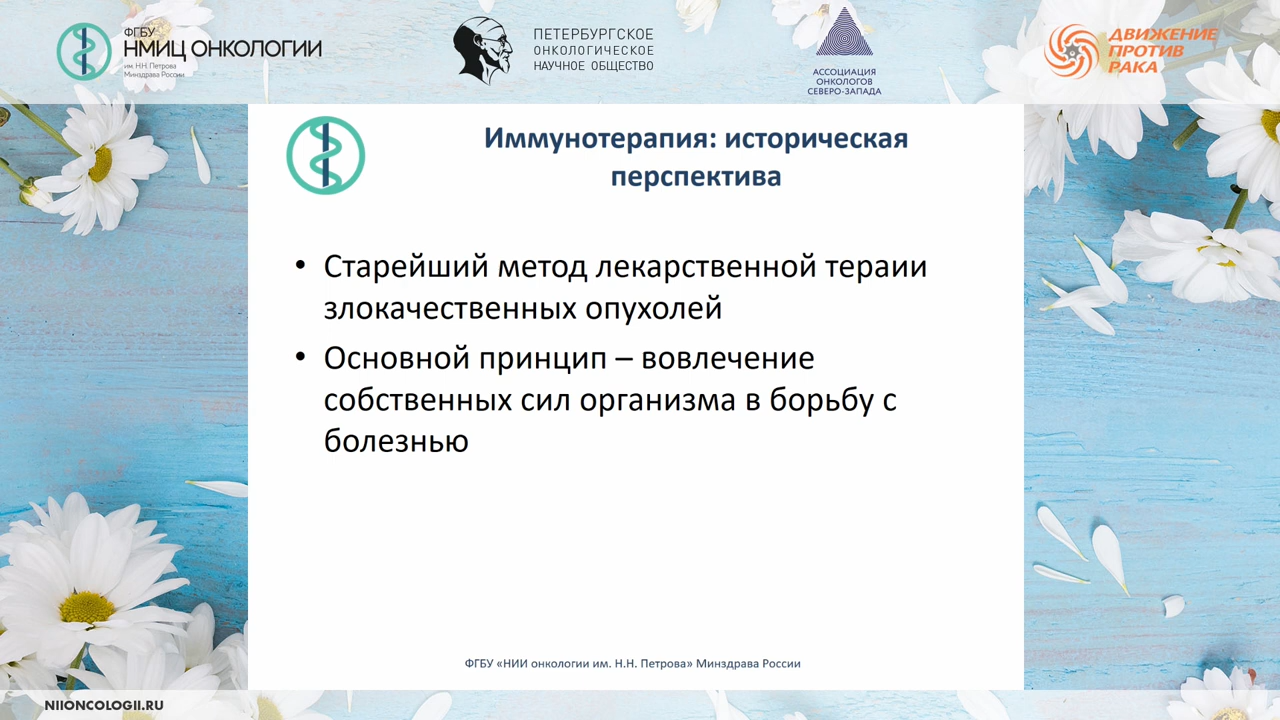 ФГБУ
НМИЦ ОНКОЛОГИИ
им. Н.Н. Петрова
Минздрава России
ПЕТЕРБУРГСКОЕ
ОНКОЛОГИЧЕСКОЕ
НАУЧНОЕ ОБЩЕСТВО
АССОЦИАЦИЯ
ОНКОЛОГОВ
СЕВЕРО-ЗАПАДА
ДВИЖЕНИЕ
ПРОТИВ
РАКА
Иммунотерапия: историческая
перспектива
• Старейший метод лекарственной тераии
злокачественных опухолей
• Основной принцип – вовлечение
собственных сил организма в борьбу с
болезнью
ФГБУ «НИИ онкологии им. Н.Н. Петрова» Минздрава России
NIIONCOLOGII.RU